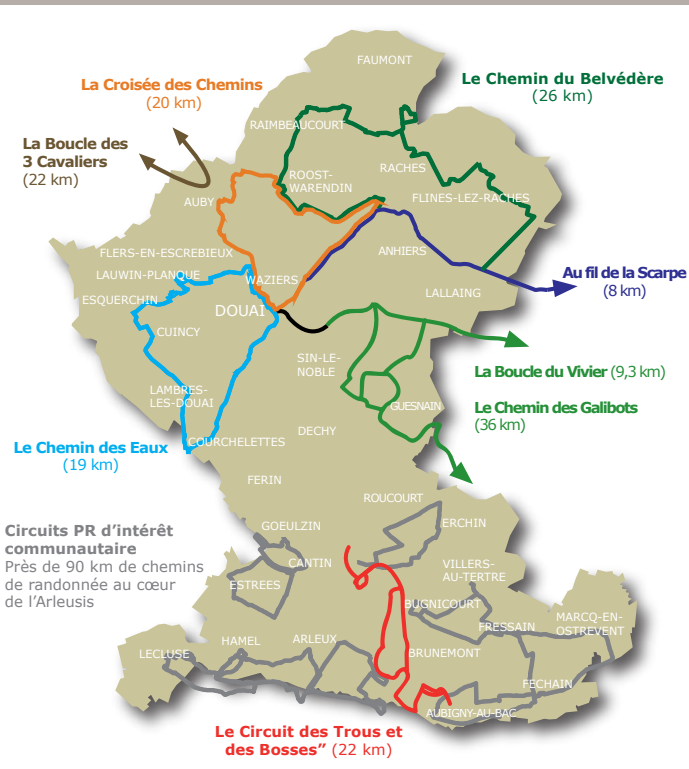 FAUMONT
La Croisée des Chemins
(20 km)
Le Chemin du Belvédère
(26 km)
RAIMBEAUCOURT
La Boucle des
3 Cavaliers
(22 km)
RACHES
ROOST-
WARENDIN
AUBY
FLINES-LEZ-RACHES
FLERS-EN-ESCREBIEUX
ANHIERS
LAUWIN-PLANQUE
WAZIERS
Au fil de la Scarpe
(8 km)
ESQUERCHIN
LALLAING
DOUAI
CUINCY
SIN-LE-
NOBLE
La Boucle du Vivier (9,3 km)
LAMBRES-
LES-DOUAI
GUESNAIN
Le Chemin des Galibots
(36 km)
DECHY
COURCHELETTES
Le Chemin des Eaux
(19 km)
FERIN
ROUCOURT
GOEULZIN
ERCHIN
Circuits PR d’intérêt
communautaire
Près de 90 km de chemins
de randonnée au cœur
de l’Arleusis
CANTIN
VILLERS-
AU-TERTRE
ESTREES
BUGNICOURT
MARCQ-EN-
OSTREVENT
FRESSAIN
HAMEL
ARLEUX
LECLUSE
BRUNEMONT
FECHAIN
AUBIGNY-AU-BAC
Le Circuit des Trous et
des Bosses” (22 km)